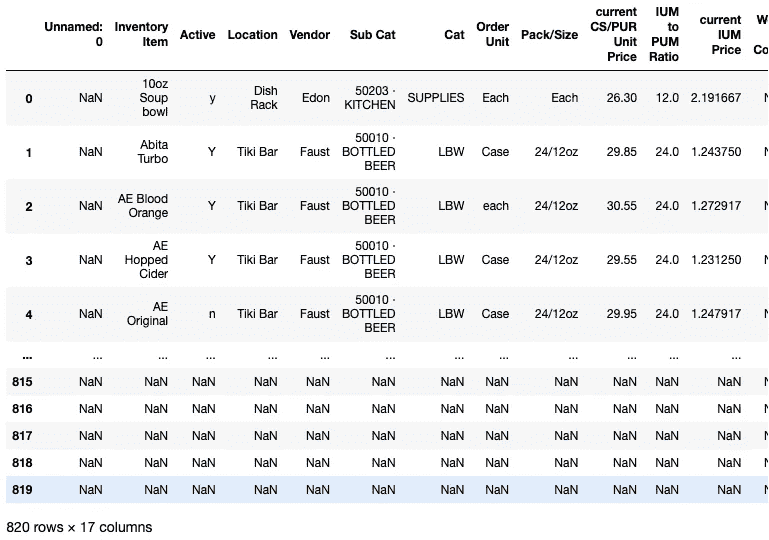 Unnamed: 0 Inventory Item Active Location Vendor Sub Cat Cat Order Unit Pack/Size current CS/PUR Unit Price IUM to PUM Ratio current IUM Price
0 NaN 10oz Soup bowl y Dish Rack Edon 50203 · KITCHEN SUPPLIES Each Each 26.30 12.0 2.191667
1 NaN Abita Turbo Y Tiki Bar Faust 50010 · BOTTLED BEER LBW Case 24/12oz 29.85 24.0 1.243750
2 NaN AE Blood Orange Y Tiki Bar Faust 50010 · BOTTLED BEER LBW each 24/12oz 30.55 24.0 1.272917
3 NaN AE Hopped Cider Y Tiki Bar Faust 50010 · BOTTLED BEER LBW Case 24/12oz 29.55 24.0 1.231250
4 NaN AE Original n Tiki Bar Faust 50010 · BOTTLED BEER LBW Case 24/12oz 29.95 24.0 1.247917
... ... ... ... ... ... ... ... ... ... ... ... ...
815 NaN NaN NaN NaN NaN NaN NaN NaN NaN NaN NaN NaN
816 NaN NaN NaN NaN NaN NaN NaN NaN NaN NaN NaN NaN
817 NaN NaN NaN NaN NaN NaN NaN NaN NaN NaN NaN NaN
818 NaN NaN NaN NaN NaN NaN NaN NaN NaN NaN NaN NaN
819 NaN NaN NaN NaN NaN NaN NaN NaN NaN NaN NaN NaN
820 rows × 17 columns